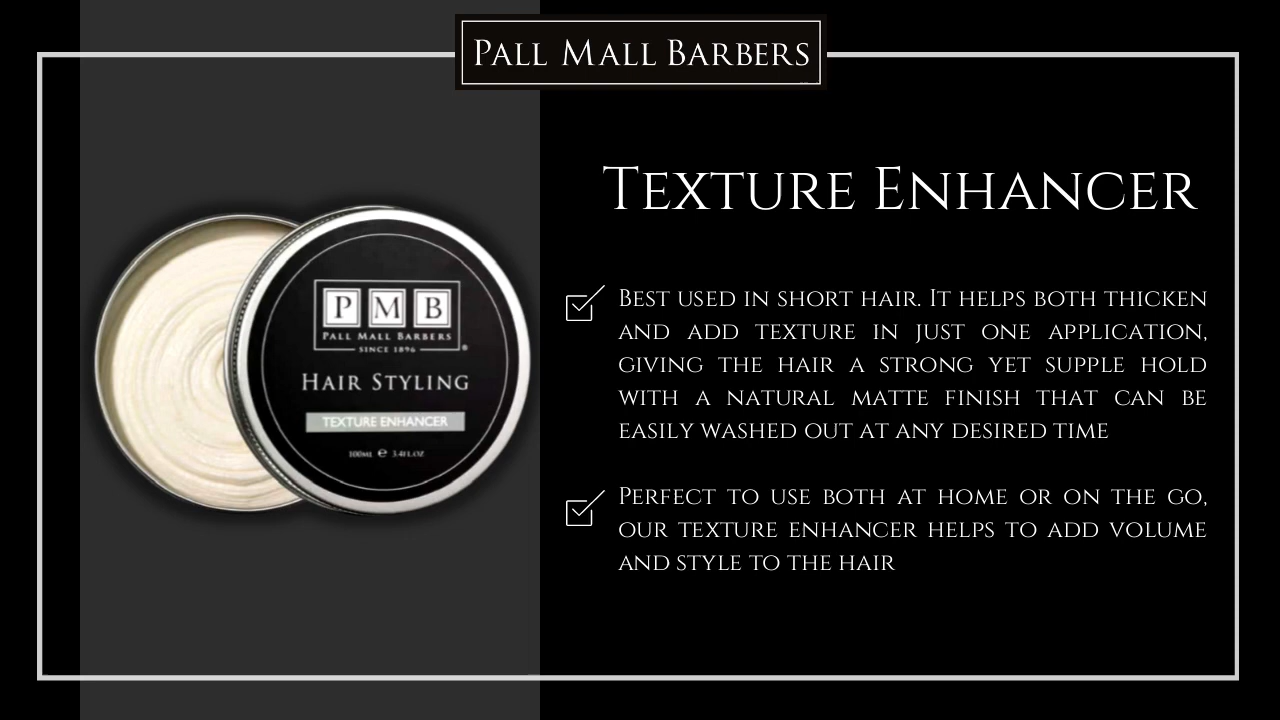 Pall Mall Barbers
Texture Enhancer
Best used in short hair. It helps both thicken
and add texture in just one application,
giving the hair a strong yet supple hold
with a natural matte finish that can be
easily washed out at any desired time
Perfect to use both at home or on the go,
our texture enhancer helps to add volume
and style to the hair
P M B
Pall Mall Barbers
SINCE 1896
®
Hair Styling
TEXTURE ENHANCER
100ML ℮ 3.4FL.OZ